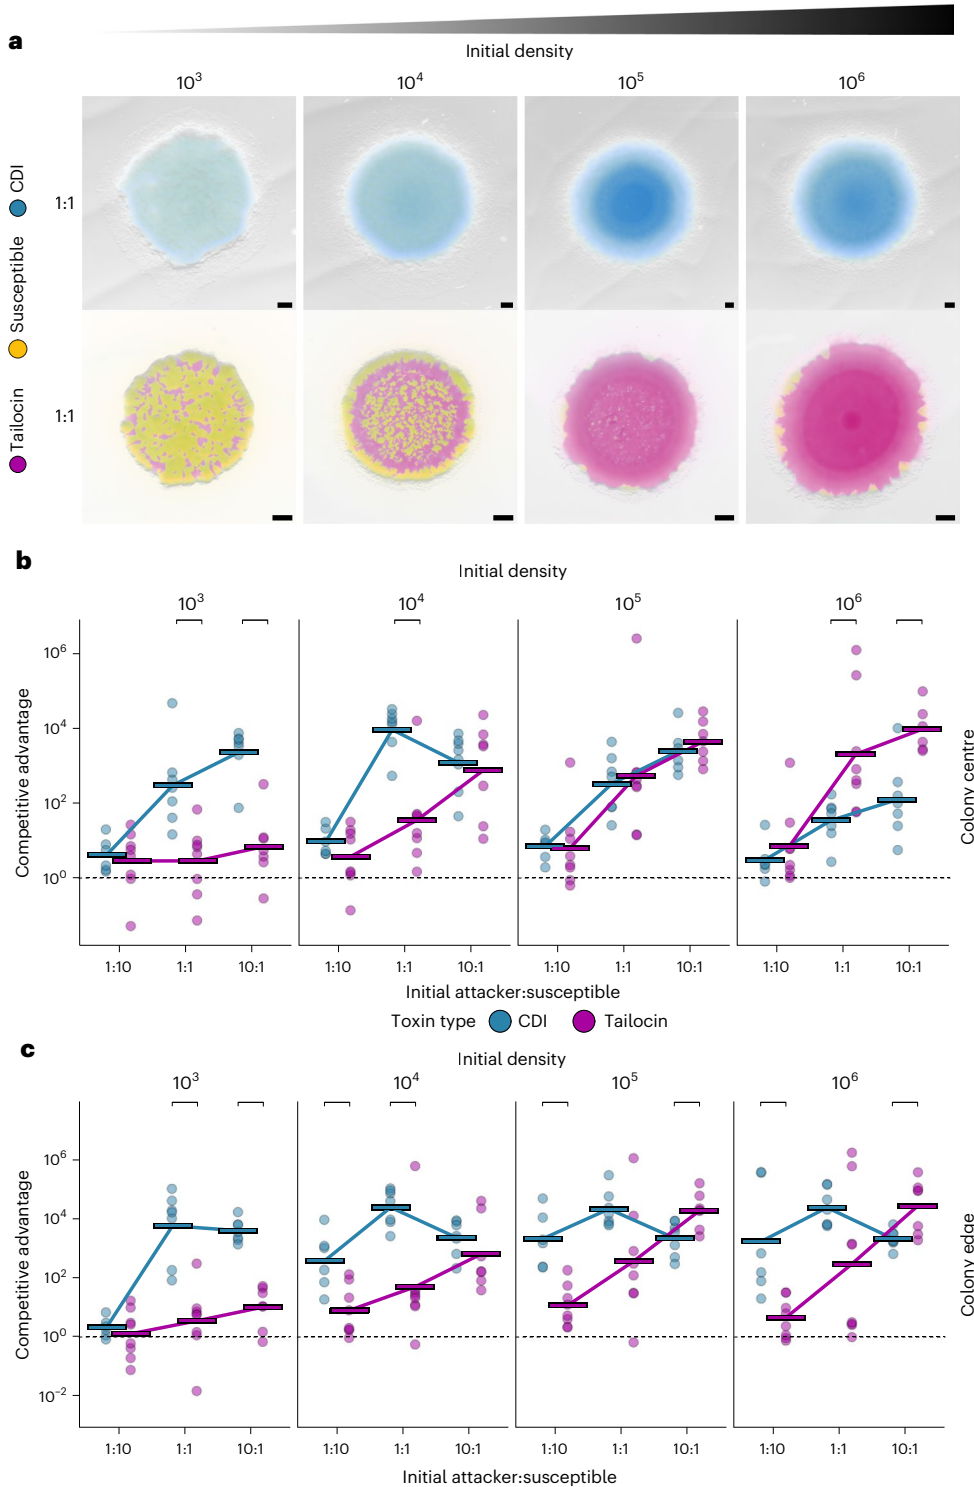 a
Initial density
10³ 10⁴ 10⁵ 10⁶
CDI
Susceptible
Tailocin
1:1
1:1
b
Initial density
10³ 10⁴ 10⁵ 10⁶
Competitive advantage
10⁶
10⁴
10²
10⁰
Colony centre
1:10 1:1 10:1 1:10 1:1 10:1 1:10 1:1 10:1 1:10 1:1 10:1
Initial attacker:susceptible
Toxin type CDI Tailocin
c
Initial density
10³ 10⁴ 10⁵ 10⁶
Competitive advantage
10⁶
10⁴
10²
10⁰
10⁻²
Colony edge
1:10 1:1 10:1 1:10 1:1 10:1 1:10 1:1 10:1 1:10 1:1 10:1
Initial attacker:susceptible